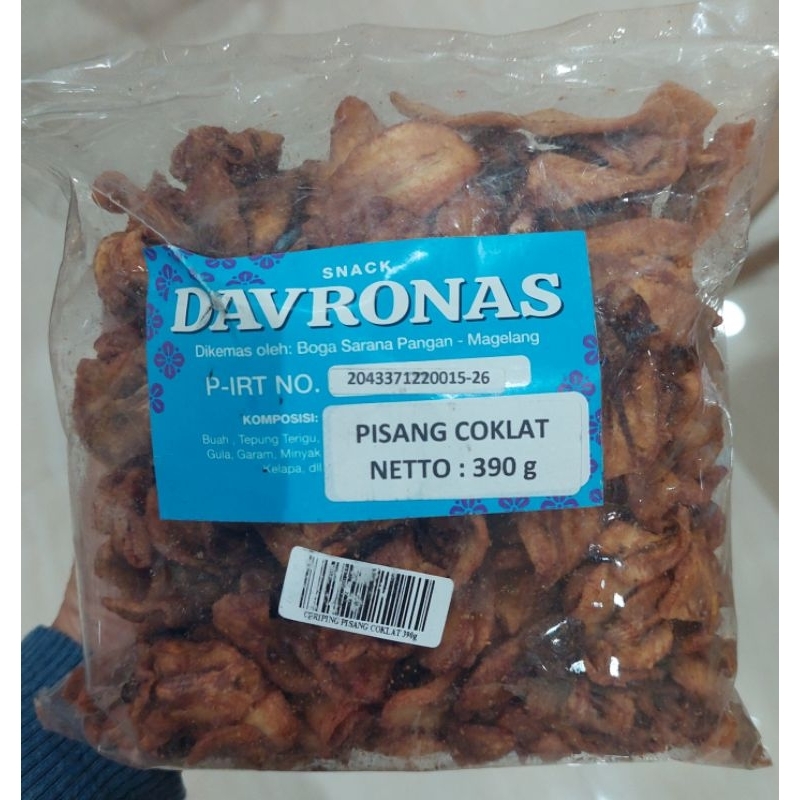 SNACK
DAVRONAS
Dikemas oleh: Boga Sarana Pangan - Magelang
P-IRT NO. 2043371220015-26
KOMPOSISI:
Buah , Tepung Terigu,
Gula, Garam, Minyak
Kelapa, dll
PISANG COKLAT
NETTO : 390 g
CERIPING PISANG COKLAT 390g